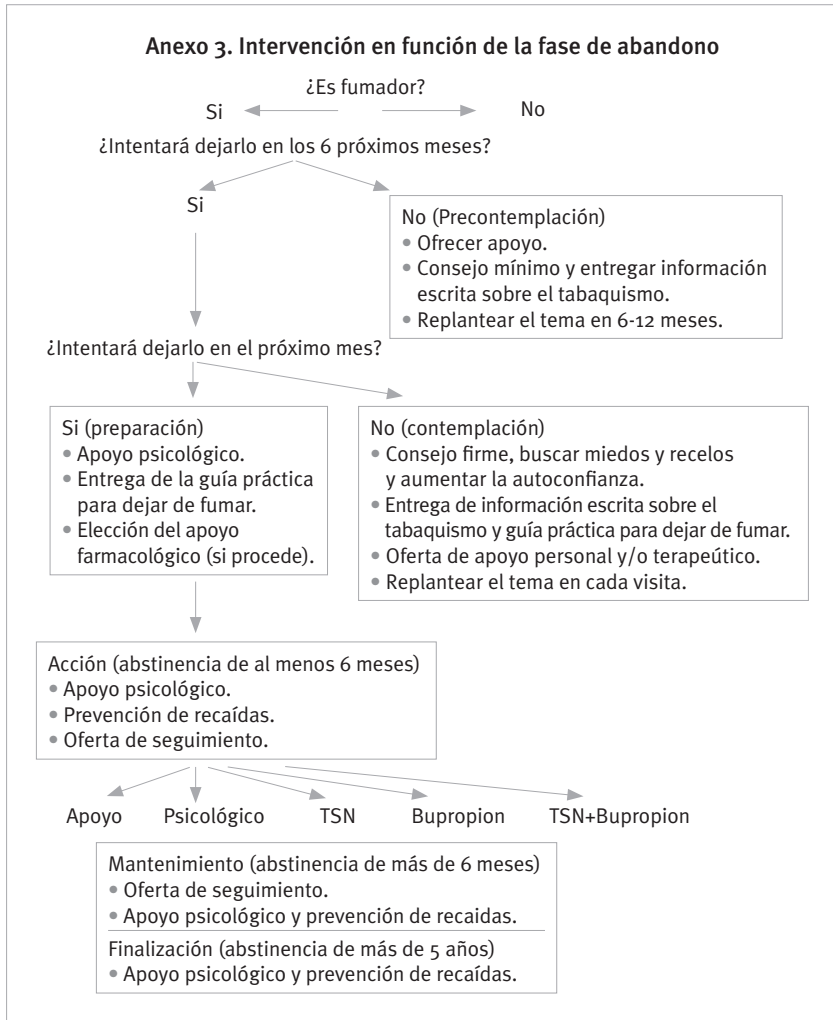 Anexo 3. Intervención en función de la fase de abandono
¿Es fumador?
Si
No
¿Intentará dejarlo en los 6 próximos meses?
Si
No (Precontemplación)
• Ofrecer apoyo.
• Consejo mínimo y entregar información
escrita sobre el tabaquismo.
• Replantear el tema en 6-12 meses.
¿Intentará dejarlo en el próximo mes?
Si (preparación)
• Apoyo psicológico.
• Entrega de la guía práctica
para dejar de fumar.
• Elección del apoyo
farmacológico (si procede).
No (contemplación)
• Consejo firme, buscar miedos y recelos
y aumentar la autoconfianza.
• Entrega de información escrita sobre el
tabaquismo y guía práctica para dejar de fumar.
• Oferta de apoyo personal y/o terapeútico.
• Replantear el tema en cada visita.
Acción (abstinencia de al menos 6 meses)
• Apoyo psicológico.
• Prevención de recaídas.
• Oferta de seguimiento.
Apoyo
Psicológico
TSN
Bupropion
TSN+Bupropion
Mantenimiento (abstinencia de más de 6 meses)
• Oferta de seguimiento.
• Apoyo psicológico y prevención de recaidas.
Finalización (abstinencia de más de 5 años)
• Apoyo psicológico y prevención de recaídas.